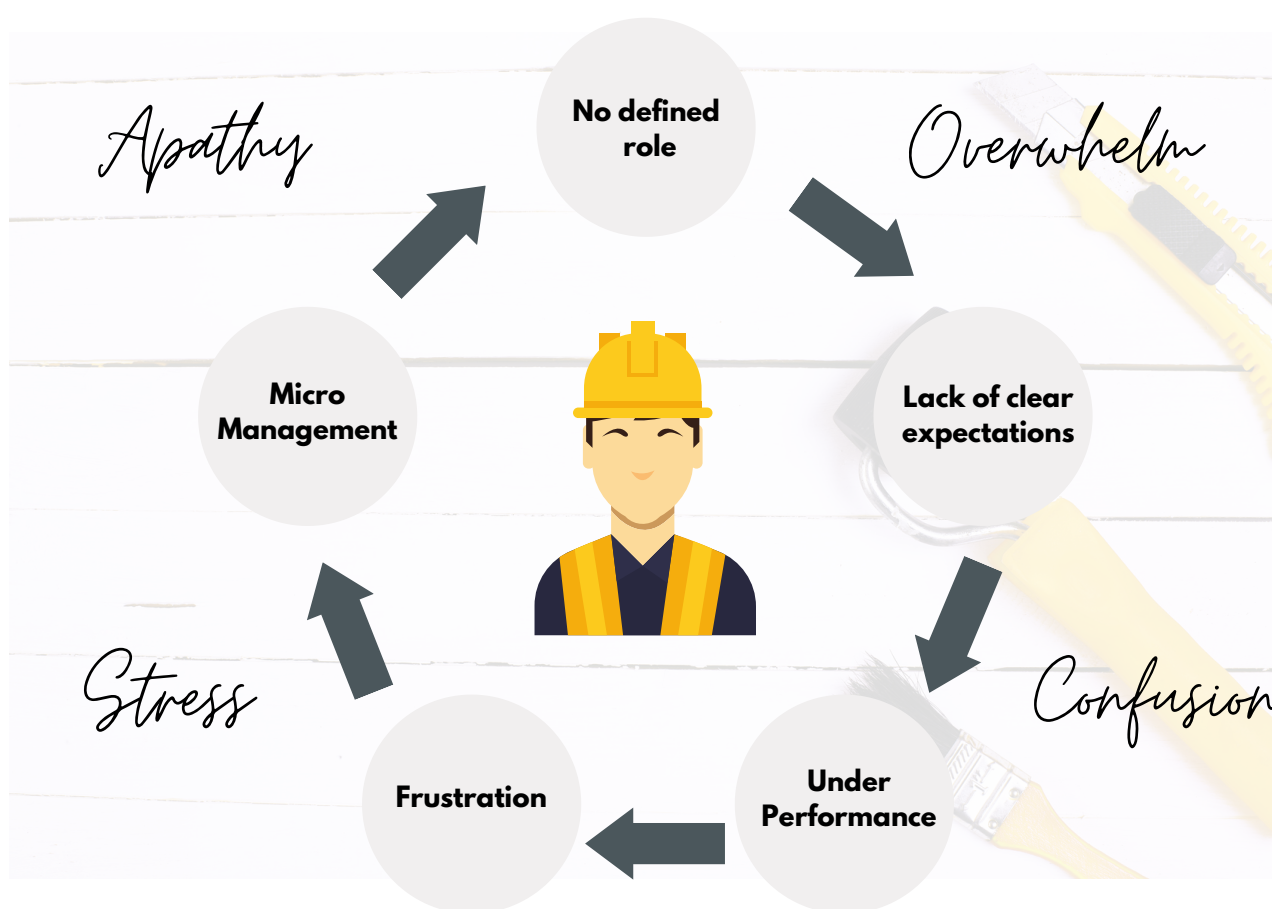 No defined
role
Apathy
Overwhelm
Micro
Management
Lack of clear
expectations
Stress
Confusion
Frustration
Under
Performance